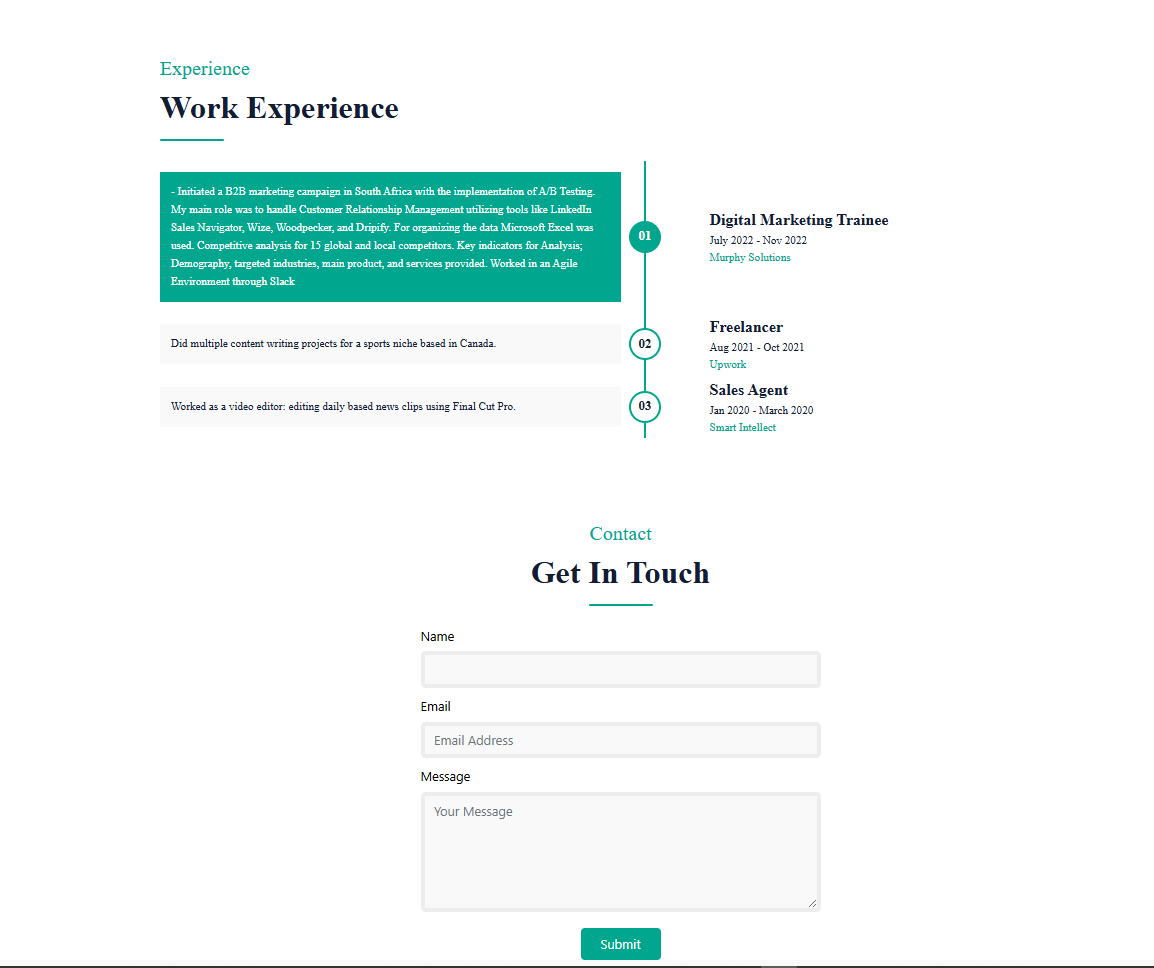 Experience
Work Experience
- Initiated a B2B marketing campaign in South Africa with the implementation of A/B Testing.
My main role was to handle Customer Relationship Management utilizing tools like LinkedIn
Sales Navigator, Wize, Woodpecker, and Dripify. For organizing the data Microsoft Excel was
used. Competitive analysis for 15 global and local competitors. Key indicators for Analysis;
Demography, targeted industries, main product, and services provided. Worked in an Agile
Environment through Slack
01
Digital Marketing Trainee
July 2022 - Nov 2022
Murphy Solutions
Did multiple content writing projects for a sports niche based in Canada.
02
Freelancer
Aug 2021 - Oct 2021
Upwork
Worked as a video editor: editing daily based news clips using Final Cut Pro.
03
Sales Agent
Jan 2020 - March 2020
Smart Intellect
Contact
Get In Touch
Name
Email
Email Address
Message
Your Message
Submit